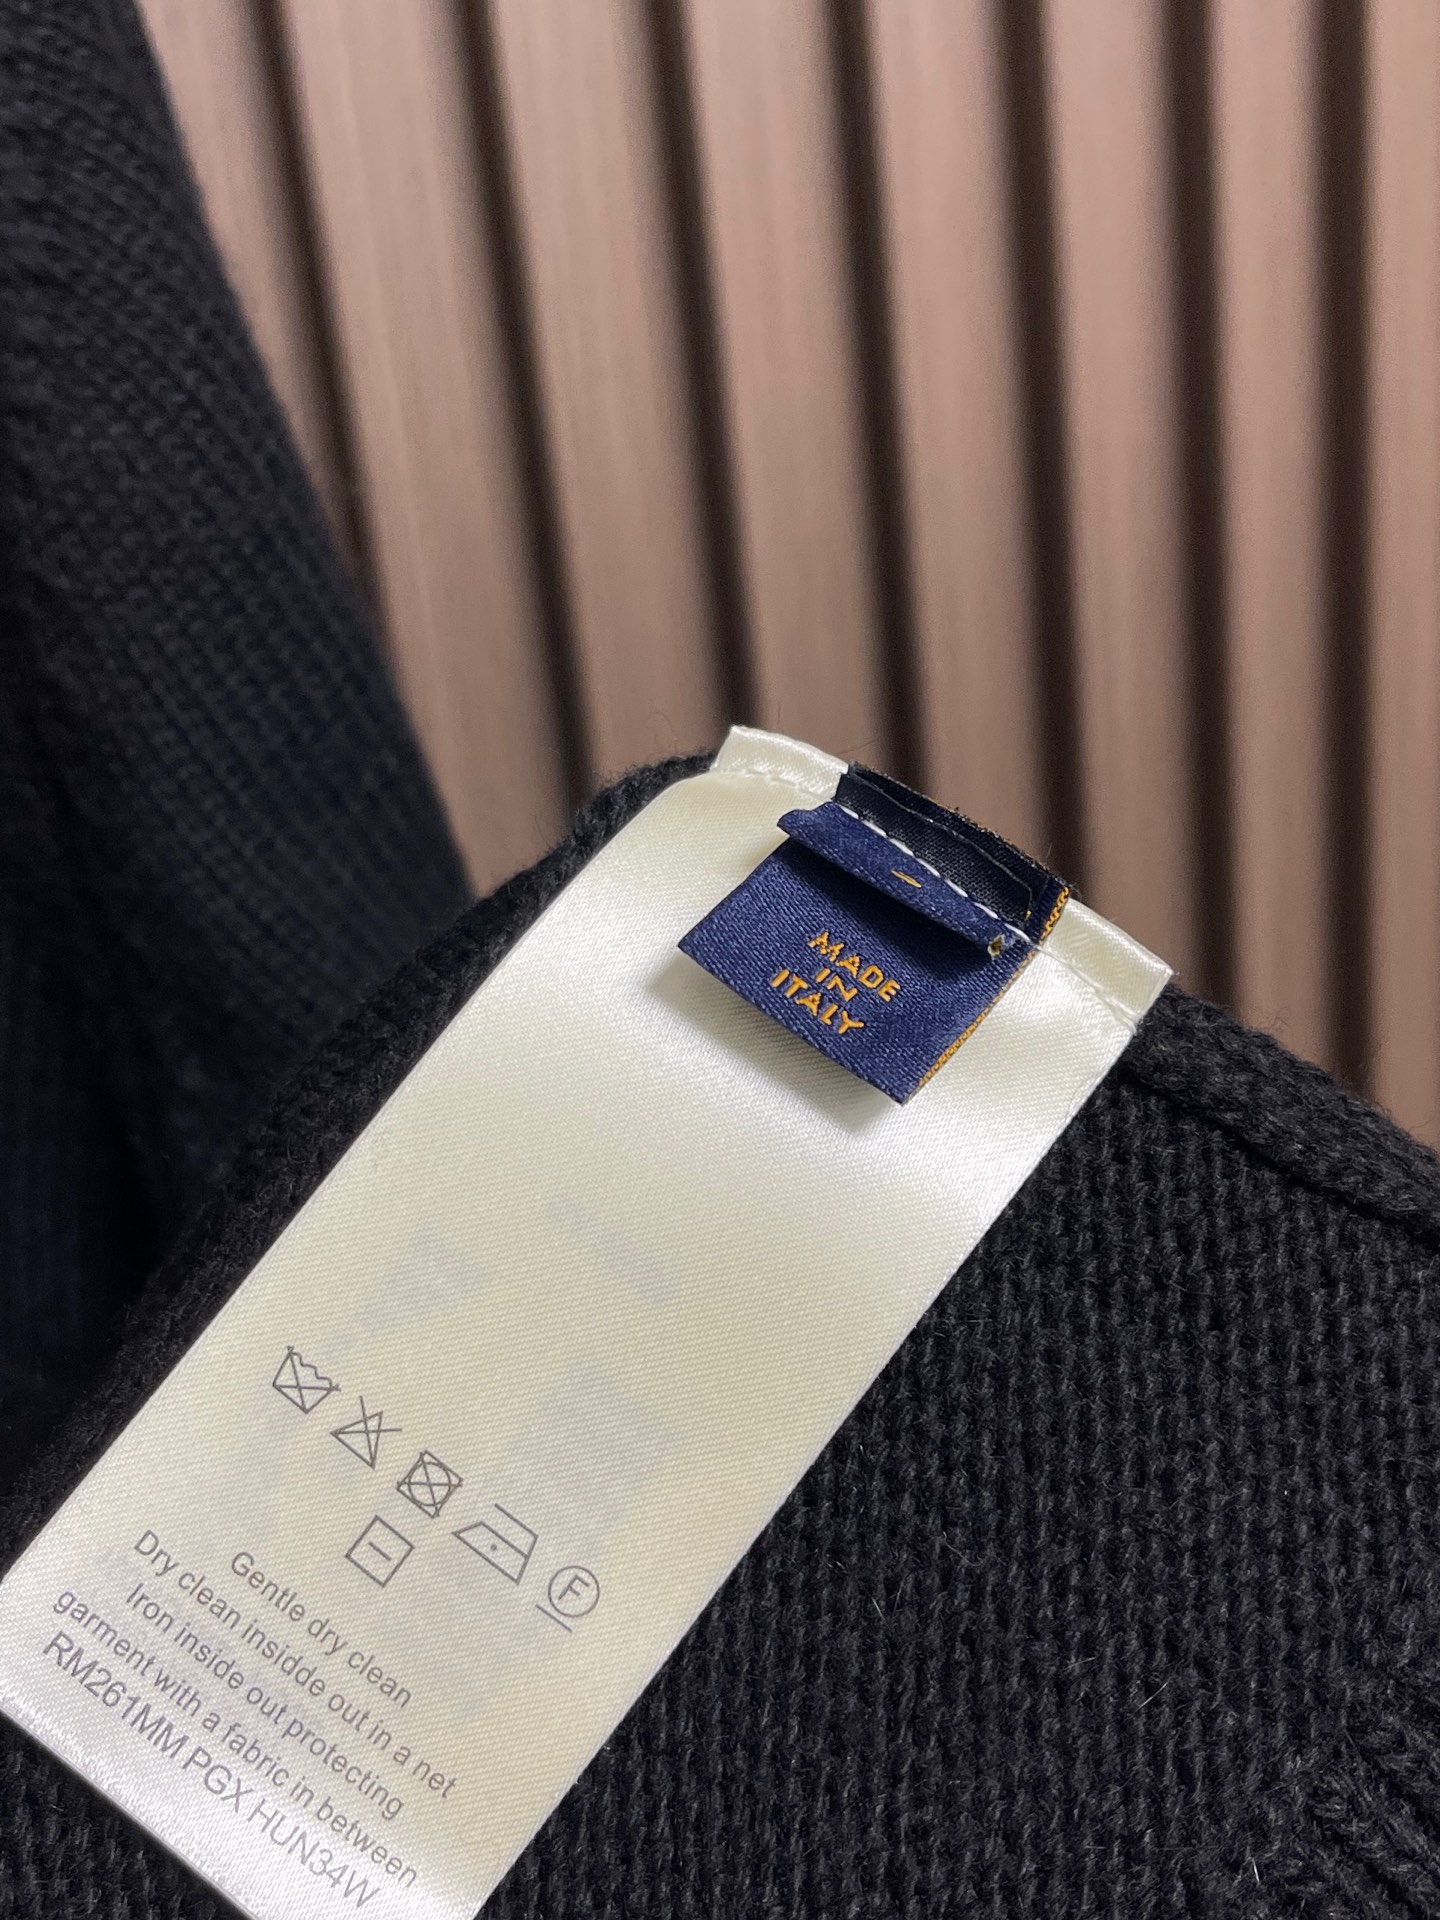 MADE
IN
ITALY
F
Gentle dry clean
Dry clean insidde out in a net
Iron inside out protecting
garment with a fabric in between
RM261MM PGX HUN34W